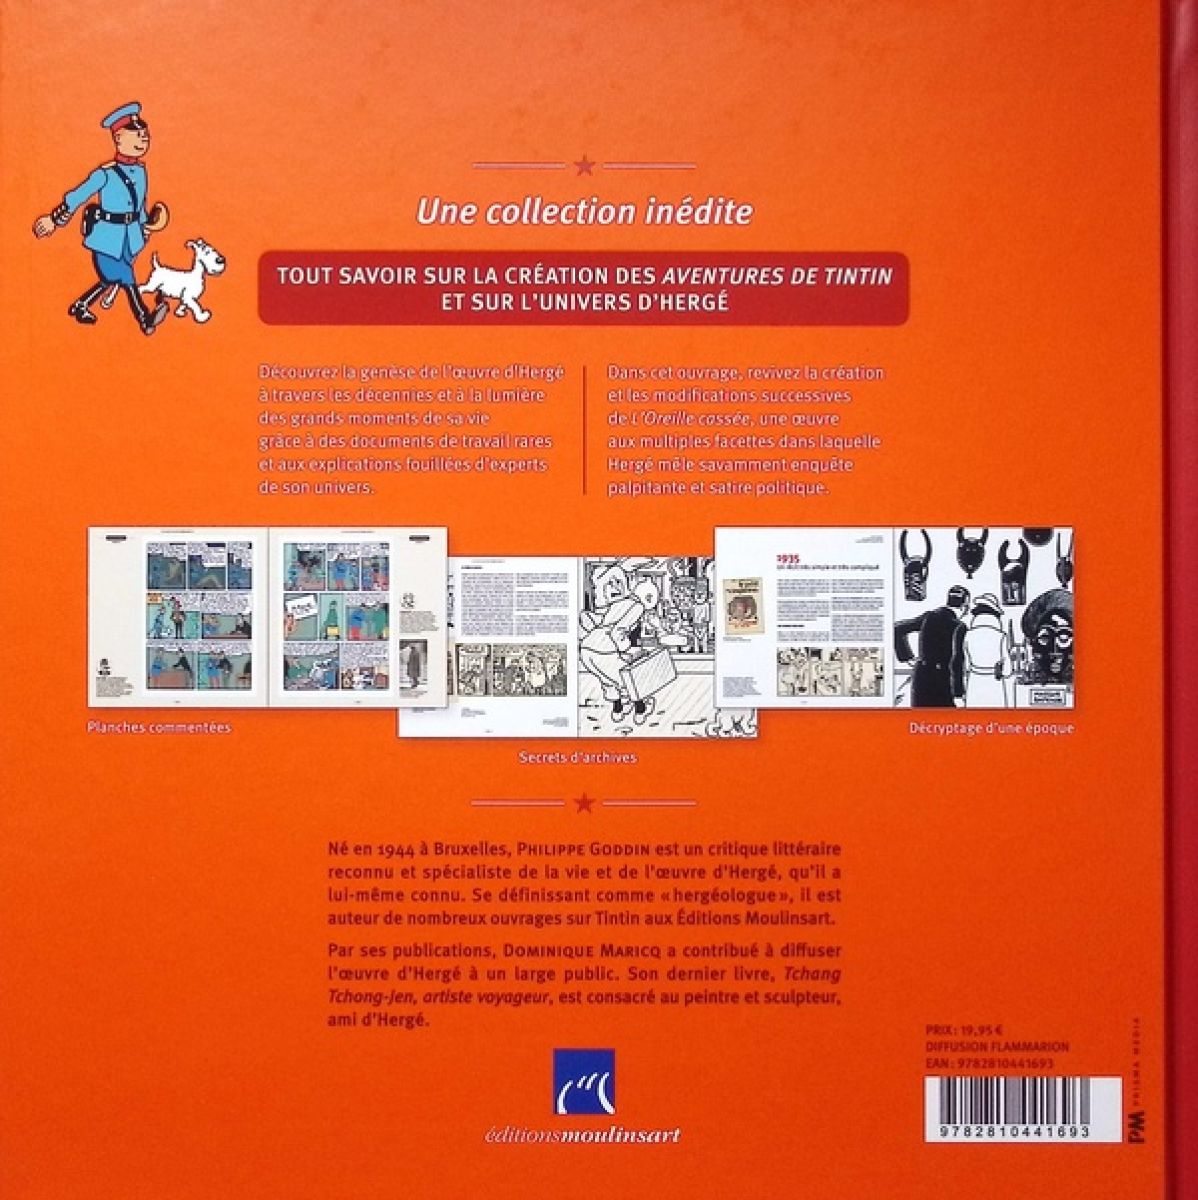 Une collection inédite
TOUT SAVOIR SUR LA CRÉATION DES AVENTURES DE TINTIN
ET SUR L'UNIVERS D'HERGÉ
Découvrez la genèse de l'œuvre d'Hergé
à travers les décennies et à la lumière
des grands moments de sa vie
grâce à des documents de travail rares
et aux explications fouillées d'experts
de son univers.
Dans cet ouvrage, revivez la création
et les modifications successives
de L'Oreille cassée, une œuvre
aux multiples facettes dans laquelle
Hergé mêle savamment enquête
palpitante et satire politique.
1935
Planches commentées
Secrets d'archives
Décryptage d'une époque
Né en 1944 à Bruxelles, PHILIPPE GODDIN est un critique littéraire
reconnu et spécialiste de la vie et de l'œuvre d'Hergé, qu'il a
lui-même connu. Se définissant comme « hergéologue », il est
auteur de nombreux ouvrages sur Tintin aux Éditions Moulinsart.
Par ses publications, DOMINIQUE MARICQ a contribué à diffuser
l'œuvre d'Hergé à un large public. Son dernier livre, Tchang
Tchong-Jen, artiste voyageur, est consacré au peintre et sculpteur,
ami d'Hergé.
éditionsmoulinsart
PRIX : 19,95 €
DIFFUSION FLAMMARION
EAN : 9782810441693
9782810441693
PM PRISMA MEDIA